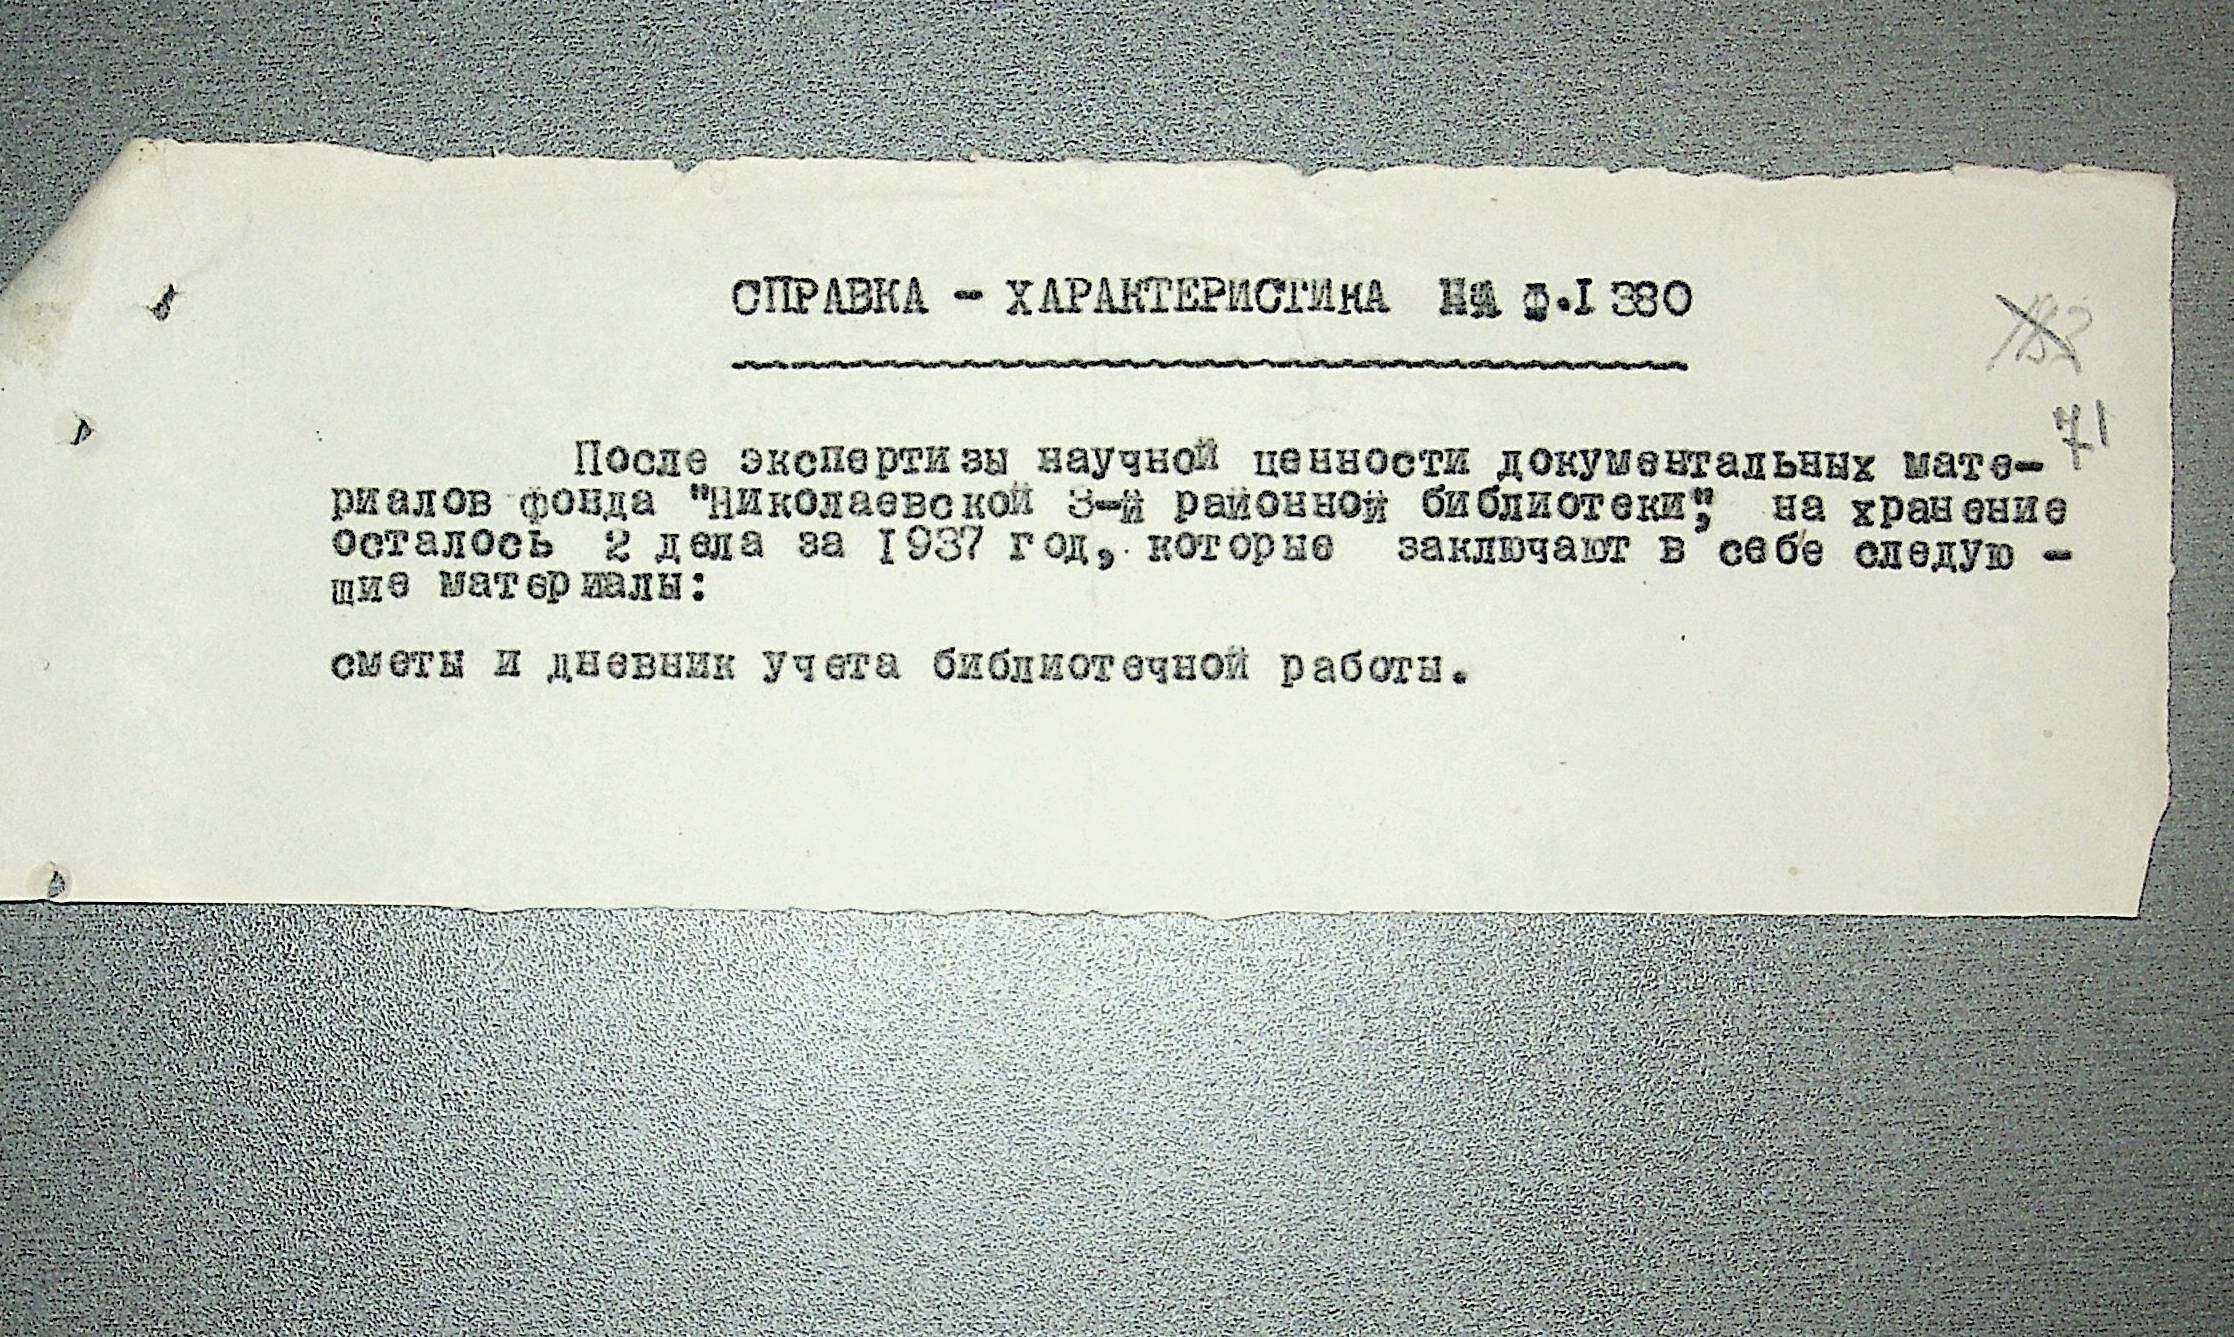 СПРАВКА - ХАРАКТЕРИСТИКА НА Ф.I 380
71
После экспертизы научной ценности документальных мате-
риалов фонда "Николаевской 3-й районной библиотеки", на хранение
осталось 2 дела за 1937 год, которые заключают в себе следую -
щие материалы:
сметы и дневник учета библиотечной работы.